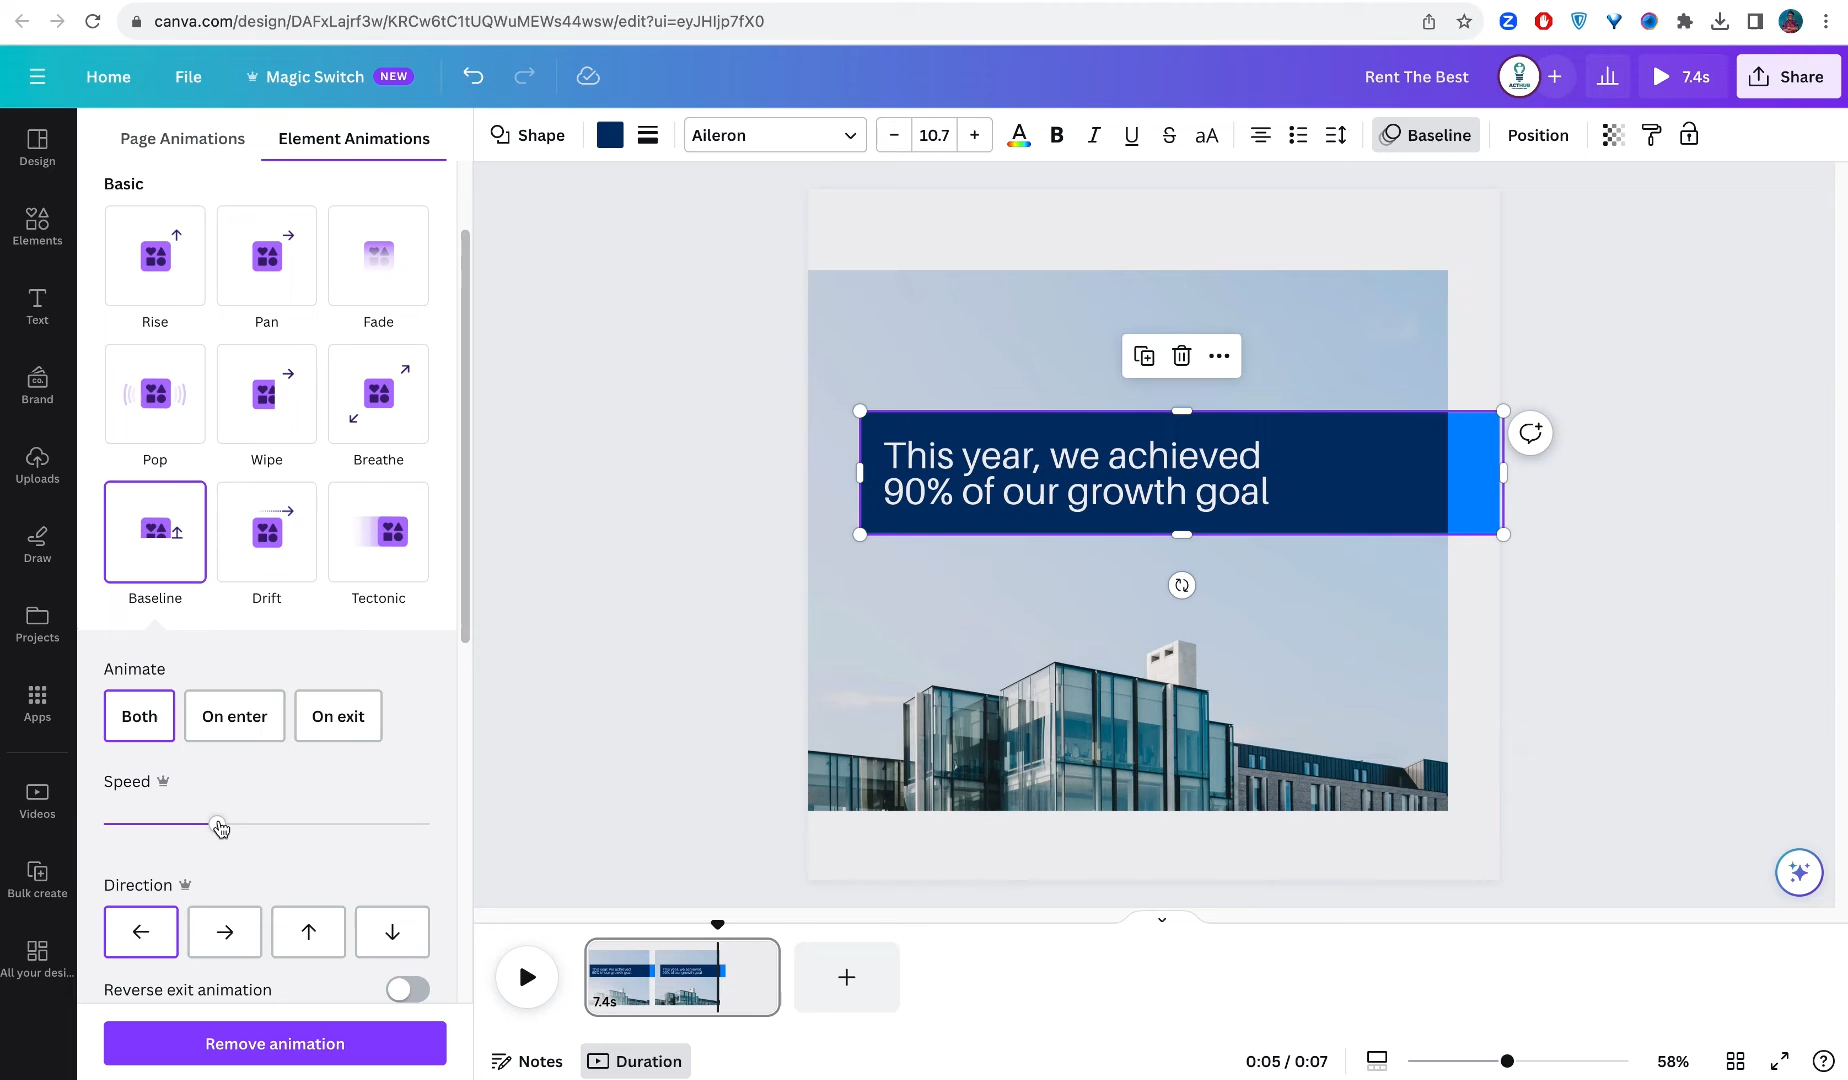 canva.com/design/DAFxLajrf3w/KRCw6tC1tUQWuMEWs44wsw/edit?ui=eyJHIjp7fX0
Home
File
Magic Switch NEW
Rent The Best
ACTHUB
7.4s
Share
Page Animations
Element Animations
Shape
Aileron
10.7
Baseline
Position
Design
Elements
Text
Brand
Uploads
Draw
Projects
Apps
Videos
Bulk create
All your desi...
Basic
Rise
Pan
Fade
Pop
Wipe
Breathe
Baseline
Drift
Tectonic
Animate
Both
On enter
On exit
Speed
Direction
Reverse exit animation
Remove animation
This year, we achieved
90% of our growth goal
7.4s
Notes
Duration
0:05 / 0:07
58%